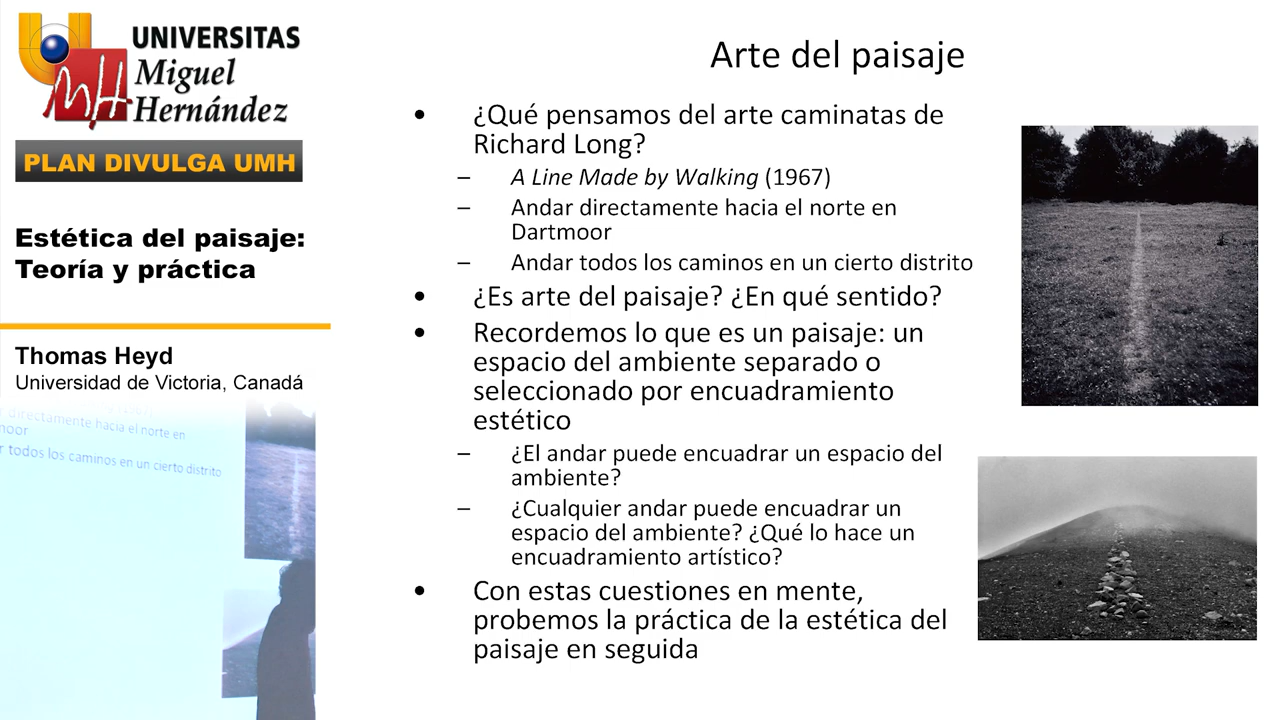 UNIVERSITAS
Miguel
Hernández
PLAN DIVULGA UMH
Estética del paisaje:
Teoría y práctica
Thomas Heyd
Universidad de Victoria, Canadá
directamente hacia el norte en
todos los caminos en un cierto distrito
Arte del paisaje
• ¿Qué pensamos del arte caminatas de
Richard Long?
– A Line Made by Walking (1967)
– Andar directamente hacia el norte en
Dartmoor
– Andar todos los caminos en un cierto distrito
• ¿Es arte del paisaje? ¿En qué sentido?
• Recordemos lo que es un paisaje: un
espacio del ambiente separado o
seleccionado por encuadramiento
estético
– ¿El andar puede encuadrar un espacio del
ambiente?
– ¿Cualquier andar puede encuadrar un
espacio del ambiente? ¿Qué lo hace un
encuadramiento artístico?
• Con estas cuestiones en mente,
probemos la práctica de la estética del
paisaje en seguida